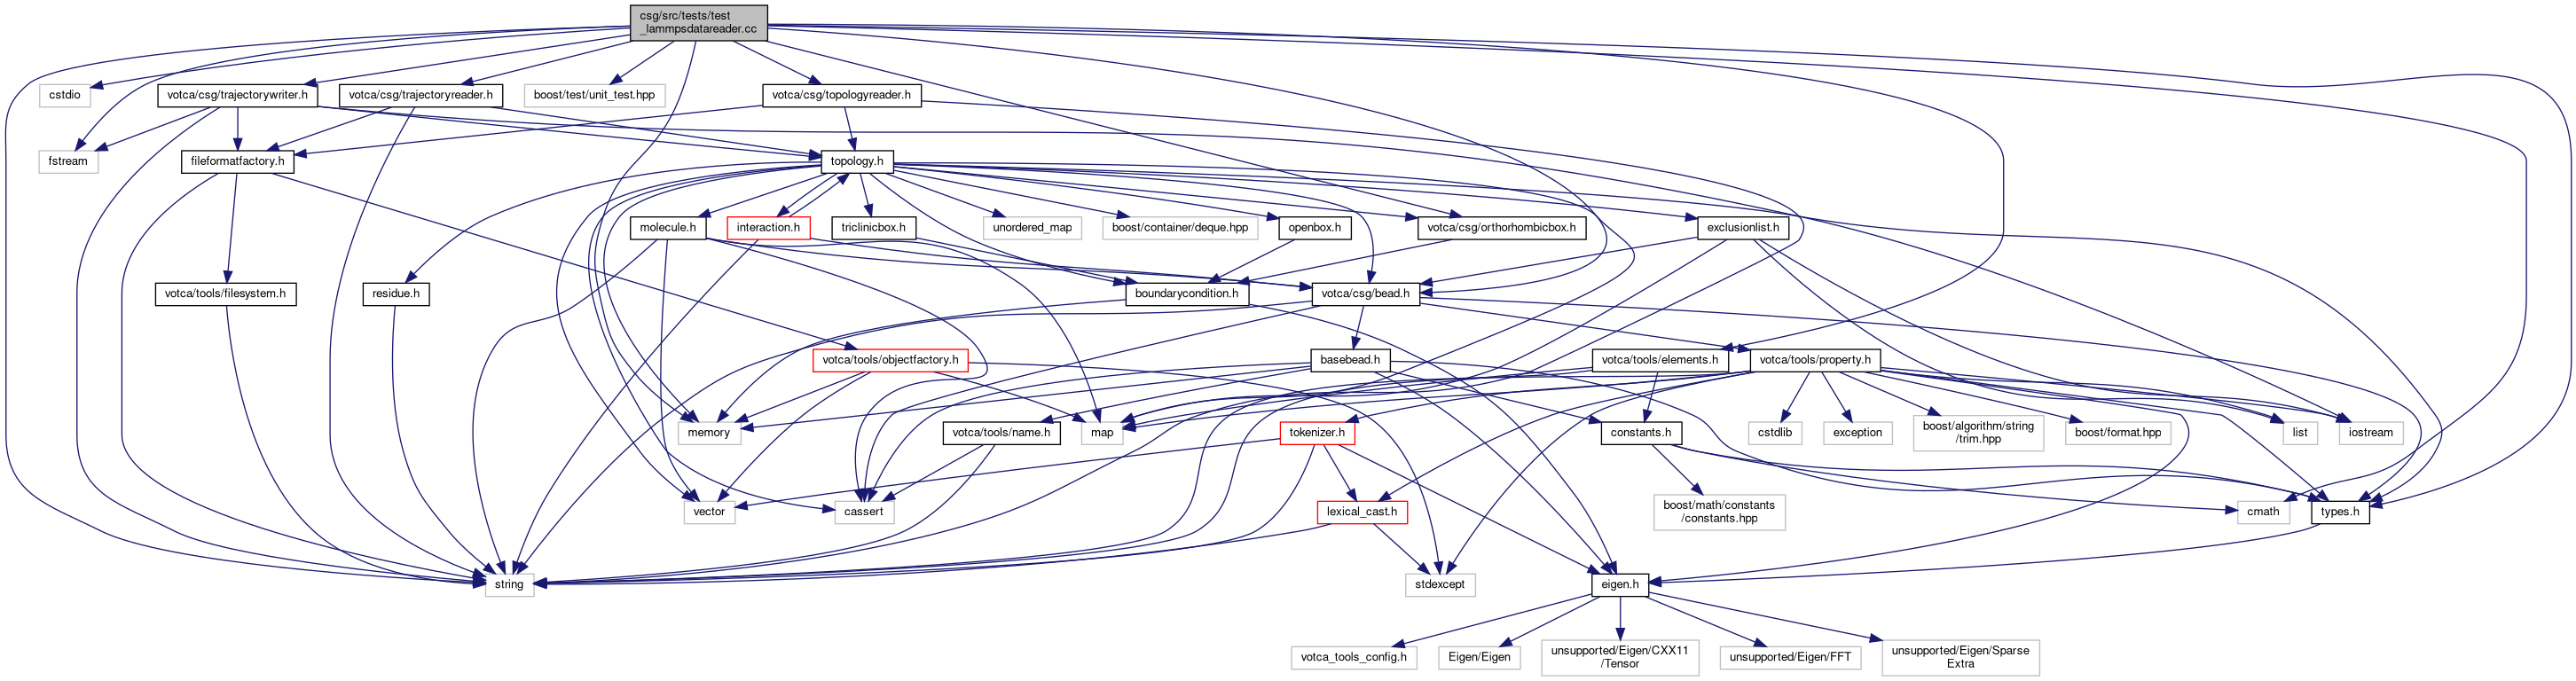 csg/src/tests/test
_lammpsdatareader.cc
cstdio
votca/csg/trajectorywriter.h
votca/csg/trajectoryreader.h
boost/test/unit_test.hpp
votca/csg/topologyreader.h
fstream
fileformatfactory.h
topology.h
molecule.h
interaction.h
triclinicbox.h
unordered_map
boost/container/deque.hpp
openbox.h
votca/csg/orthorhombicbox.h
exclusionlist.h
votca/tools/filesystem.h
residue.h
boundarycondition.h
votca/csg/bead.h
votca/tools/objectfactory.h
basebead.h
votca/tools/elements.h
votca/tools/property.h
memory
votca/tools/name.h
map
tokenizer.h
constants.h
cstdlib
exception
boost/algorithm/string
/trim.hpp
boost/format.hpp
list
iostream
vector
cassert
lexical_cast.h
boost/math/constants
/constants.hpp
cmath
types.h
string
stdexcept
eigen.h
votca_tools_config.h
Eigen/Eigen
unsupported/Eigen/CXX11
/Tensor
unsupported/Eigen/FFT
unsupported/Eigen/Sparse
Extra